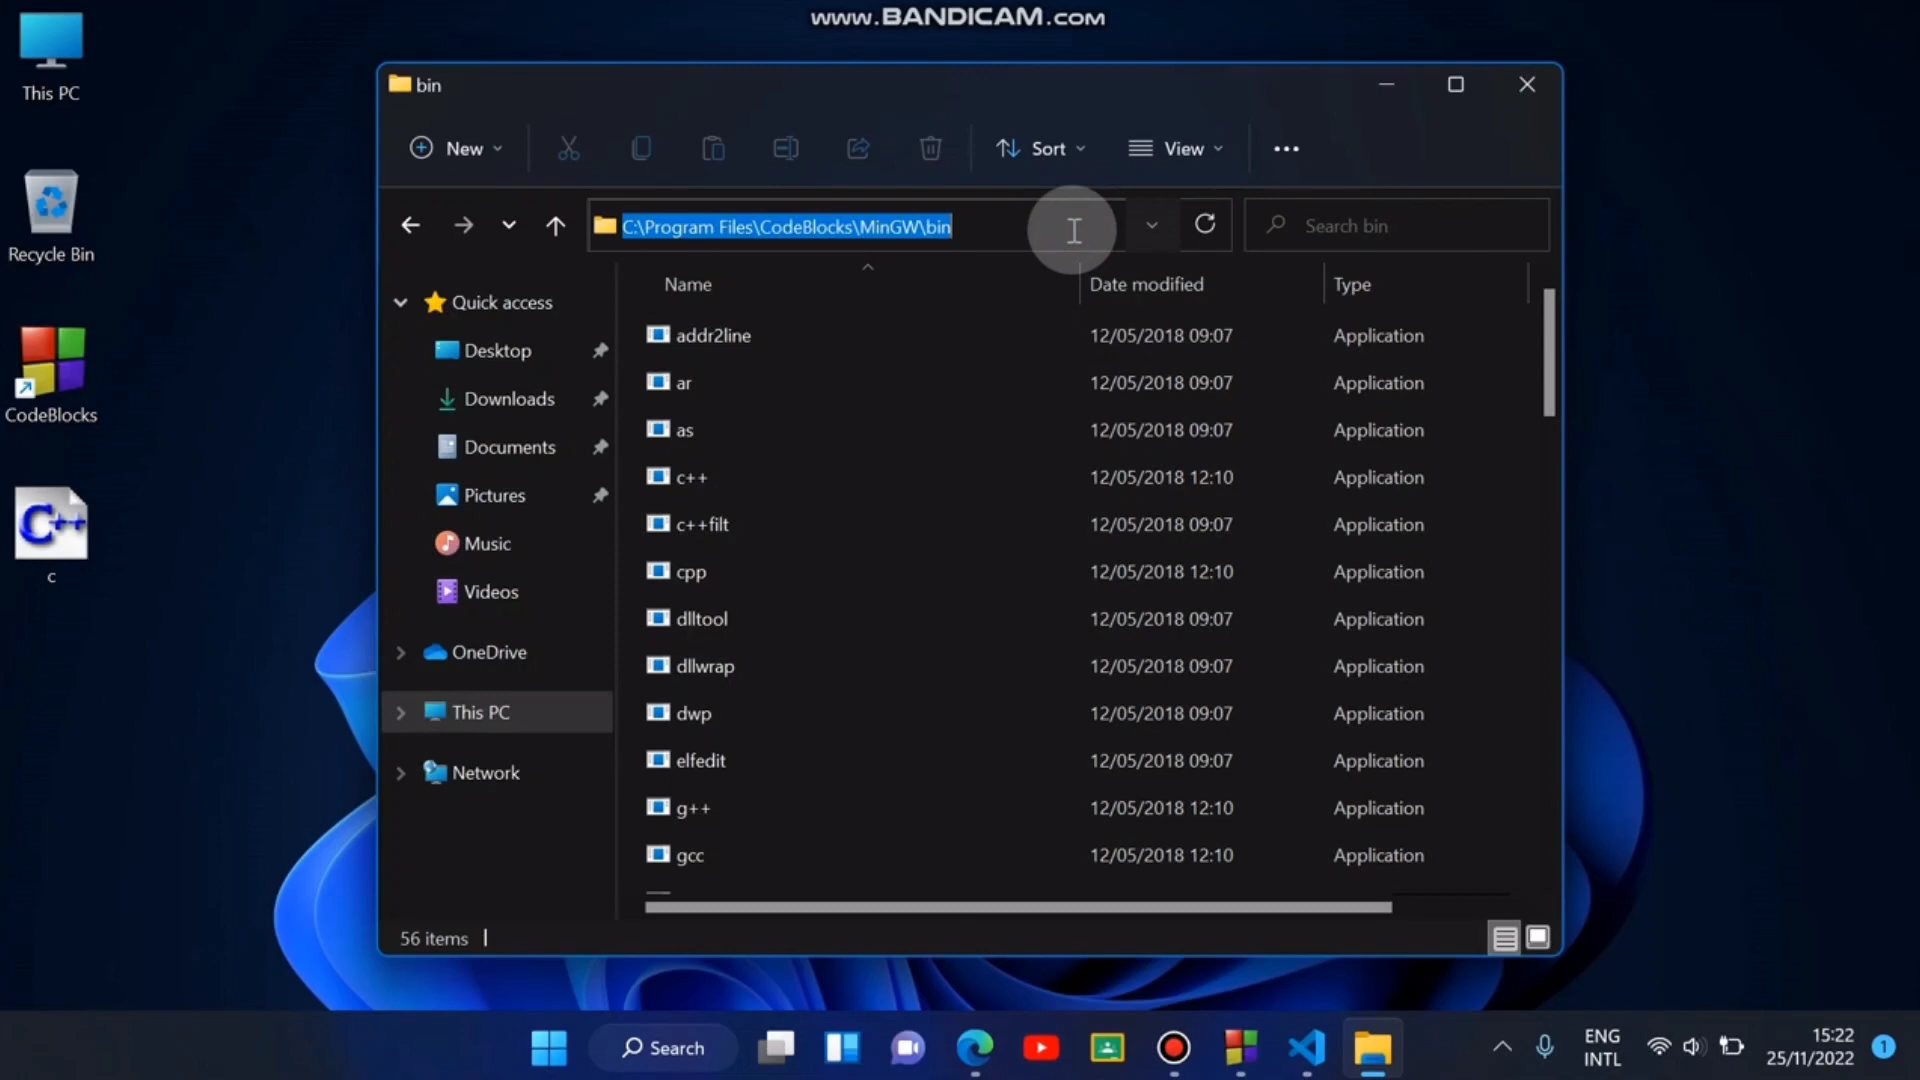 www.BANDICAM.com
This PC
Recycle Bin
CodeBlocks
C++
c
bin
New
Sort
View
C:\Program Files\CodeBlocks\MinGW\bin
Search bin
Quick access
Desktop
Downloads
Documents
Pictures
Music
Videos
OneDrive
This PC
Network
Name Date modified Type
addr2line 12/05/2018 09:07 Application
ar 12/05/2018 09:07 Application
as 12/05/2018 09:07 Application
c++ 12/05/2018 12:10 Application
c++filt 12/05/2018 09:07 Application
cpp 12/05/2018 12:10 Application
dlltool 12/05/2018 09:07 Application
dllwrap 12/05/2018 09:07 Application
dwp 12/05/2018 09:07 Application
elfedit 12/05/2018 09:07 Application
g++ 12/05/2018 12:10 Application
gcc 12/05/2018 12:10 Application
56 items
Search
ENG
INTL
15:22
25/11/2022
1